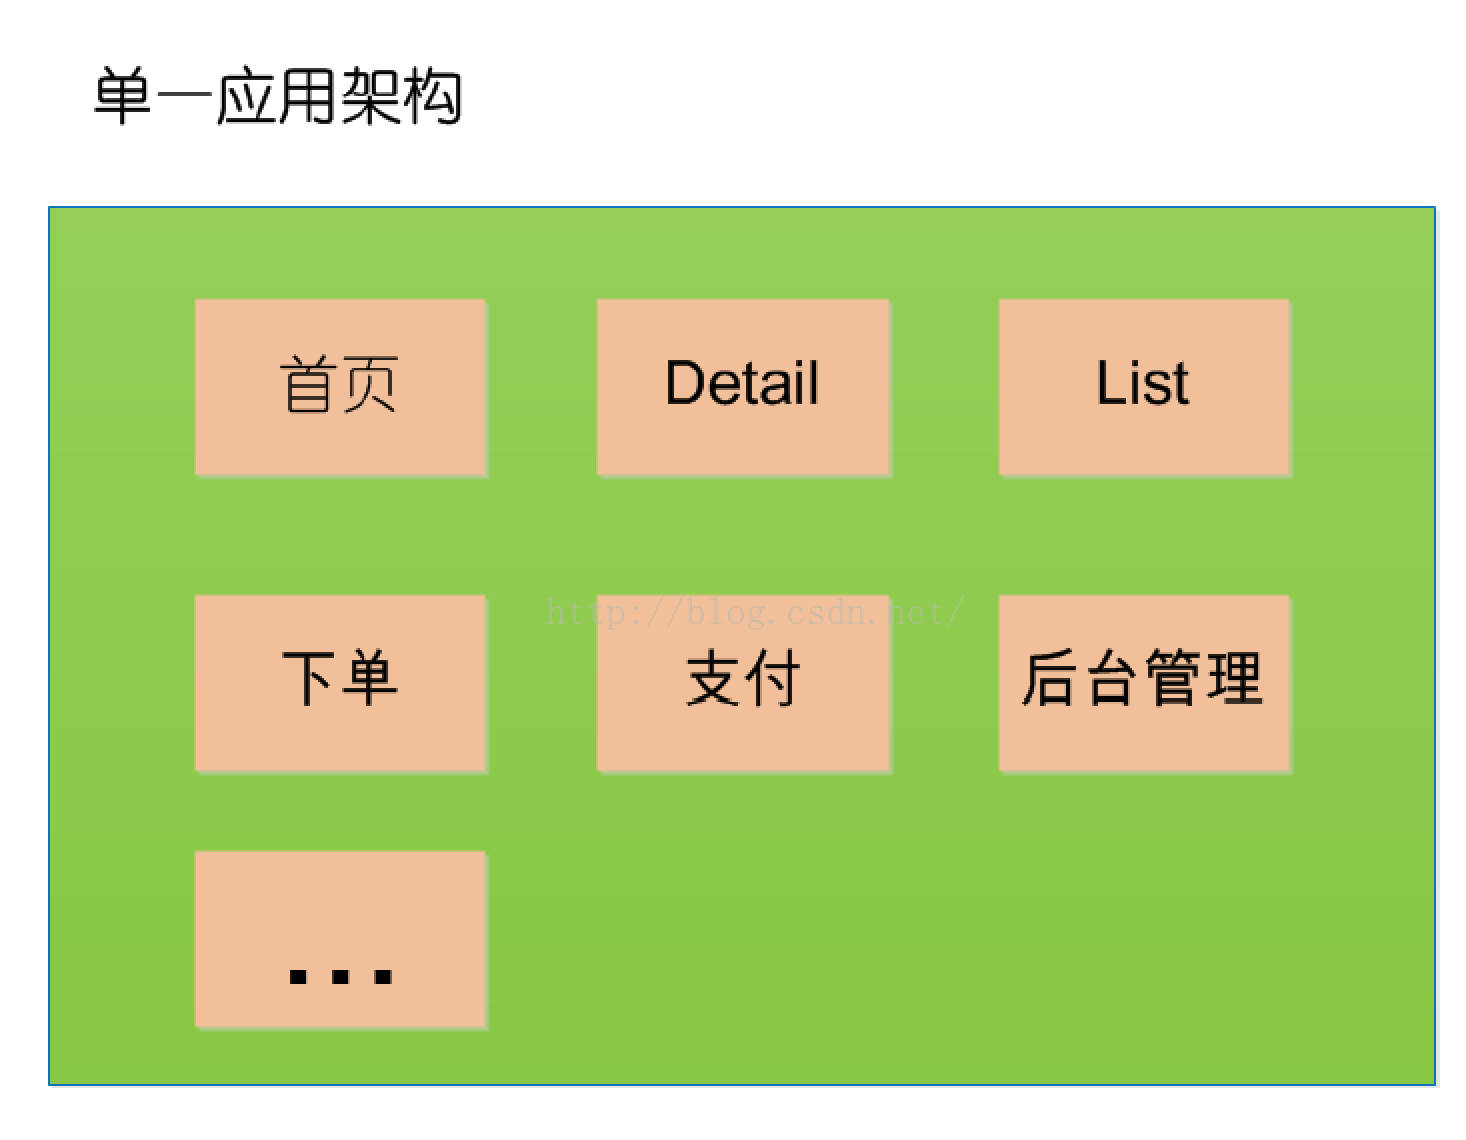 单一应用架构
首页
Detail
List
http://blog.csdn.net/
下单
支付
后台管理
...